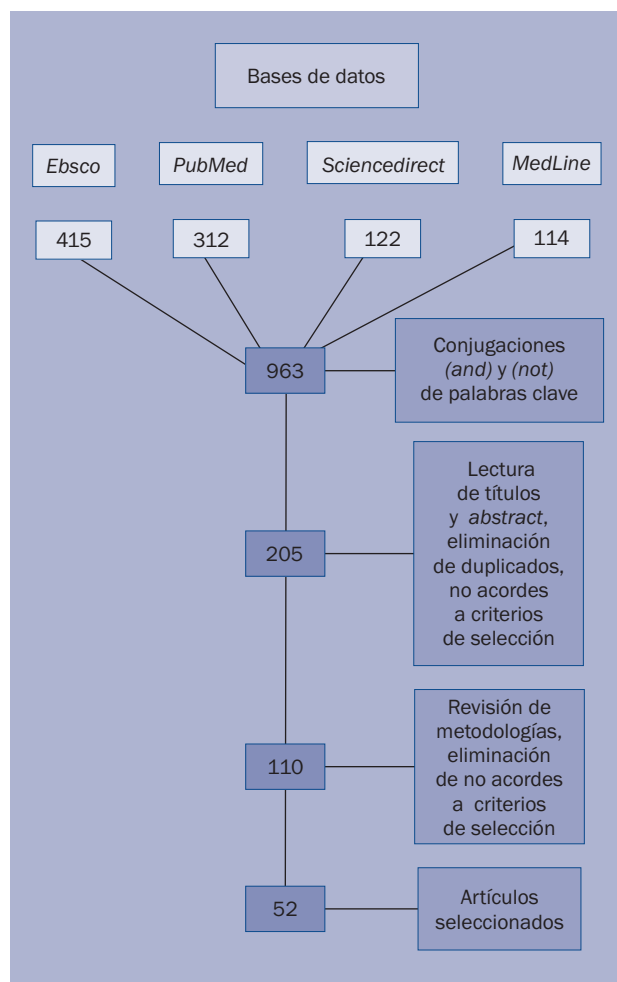 Bases de datos
Ebsco
PubMed
Sciencedirect
MedLine
415
312
122
114
963
Conjugaciones
(and) y (not)
de palabras clave
205
Lectura
de títulos
y abstract,
eliminación
de duplicados,
no acordes
a criterios
de selección
110
Revisión de
metodologías,
eliminación
de no acordes
a criterios
de selección
52
Artículos
seleccionados